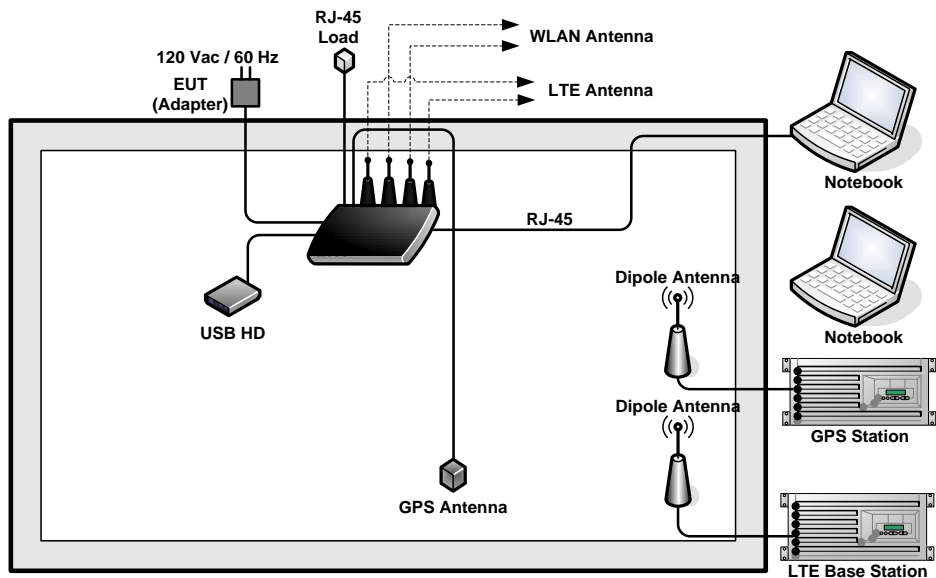 RJ-45
Load
WLAN Antenna
120 Vac / 60 Hz
EUT
(Adapter)
LTE Antenna
Notebook
RJ-45
Dipole Antenna
USB HD
Notebook
Dipole Antenna
GPS Station
GPS Antenna
LTE Base Station